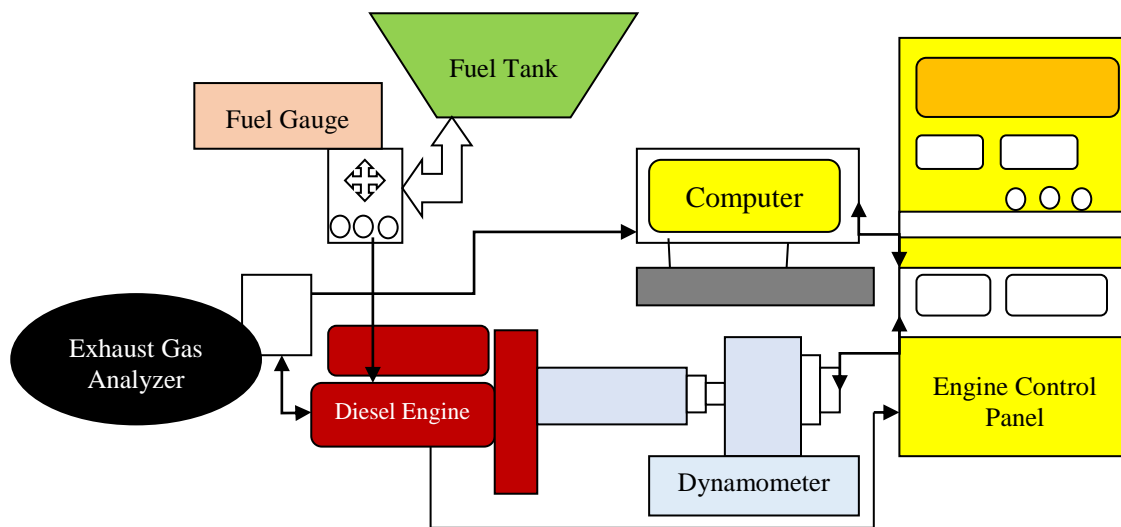 Fuel Tank
Fuel Gauge
Computer
Exhaust Gas
Analyzer
Diesel Engine
Engine Control
Panel
Dynamometer